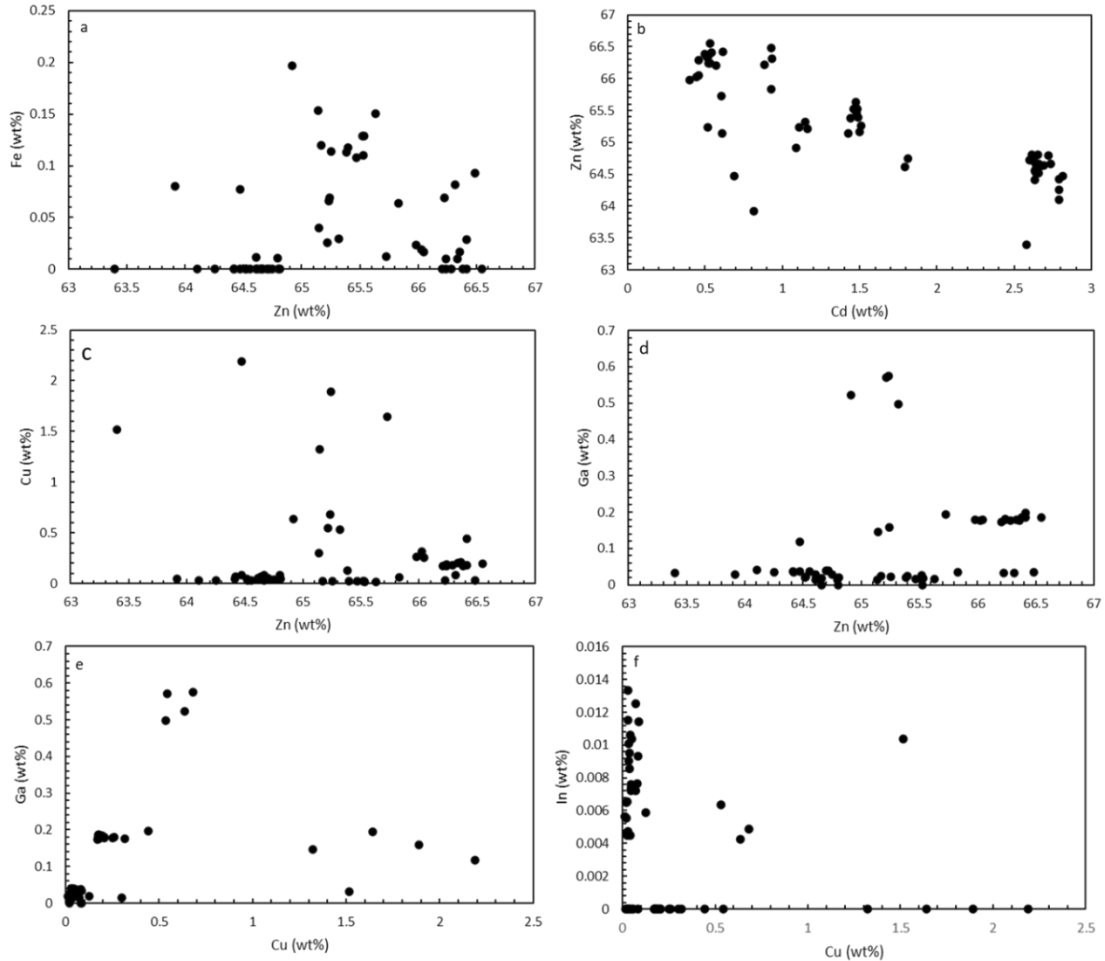 a
0.25
0.2
0.15
0.1
0.05
0
Fe (wt%)
63 63.5 64 64.5 65 65.5 66 66.5 67
Zn (wt%)
b
67
66.5
66
65.5
65
64.5
64
63.5
63
Zn (wt%)
0 0.5 1 1.5 2 2.5 3
Cd (wt%)
c
2.5
2
1.5
1
0.5
0
Cu (wt%)
63 63.5 64 64.5 65 65.5 66 66.5 67
Zn (wt%)
d
0.7
0.6
0.5
0.4
0.3
0.2
0.1
0
Ga (wt%)
63 63.5 64 64.5 65 65.5 66 66.5 67
Zn (wt%)
e
0.7
0.6
0.5
0.4
0.3
0.2
0.1
0
Ga (wt%)
0 0.5 1 1.5 2 2.5
Cu (wt%)
f
0.016
0.014
0.012
0.010
0.008
0.006
0.004
0.002
0
In (wt%)
0 0.5 1 1.5 2 2.5
Cu (wt%)